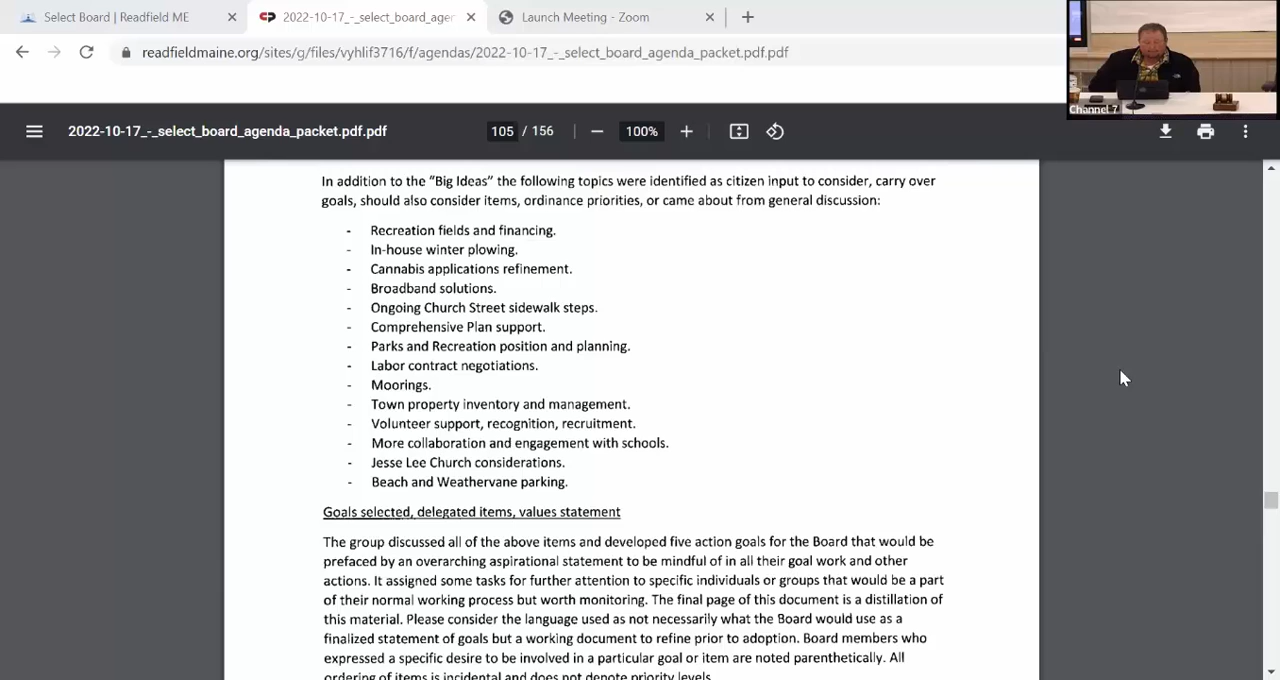 Select Board | Readfield ME
2022-10-17_-_select_board_ager
Launch Meeting - Zoom
readfieldmaine.org/sites/g/files/vyhlif3716/f/agendas/2022-10-17_-_select_board_agenda_packet.pdf.pdf
Channel 7
2022-10-17_-_select_board_agenda_packet.pdf.pdf
105 / 156
100%
In addition to the “Big Ideas” the following topics were identified as citizen input to consider, carry over
goals, should also consider items, ordinance priorities, or came about from general discussion:
- Recreation fields and financing.
- In-house winter plowing.
- Cannabis applications refinement.
- Broadband solutions.
- Ongoing Church Street sidewalk steps.
- Comprehensive Plan support.
- Parks and Recreation position and planning.
- Labor contract negotiations.
- Moorings.
- Town property inventory and management.
- Volunteer support, recognition, recruitment.
- More collaboration and engagement with schools.
- Jesse Lee Church considerations.
- Beach and Weathervane parking.
Goals selected, delegated items, values statement
The group discussed all of the above items and developed five action goals for the Board that would be
prefaced by an overarching aspirational statement to be mindful of in all their goal work and other
actions. It assigned some tasks for further attention to specific individuals or groups that would be a part
of their normal working process but worth monitoring. The final page of this document is a distillation of
this material. Please consider the language used as not necessarily what the Board would use as a
finalized statement of goals but a working document to refine prior to adoption. Board members who
expressed a specific desire to be involved in a particular goal or item are noted parenthetically. All
ordering of items is incidental and does not denote priority levels.